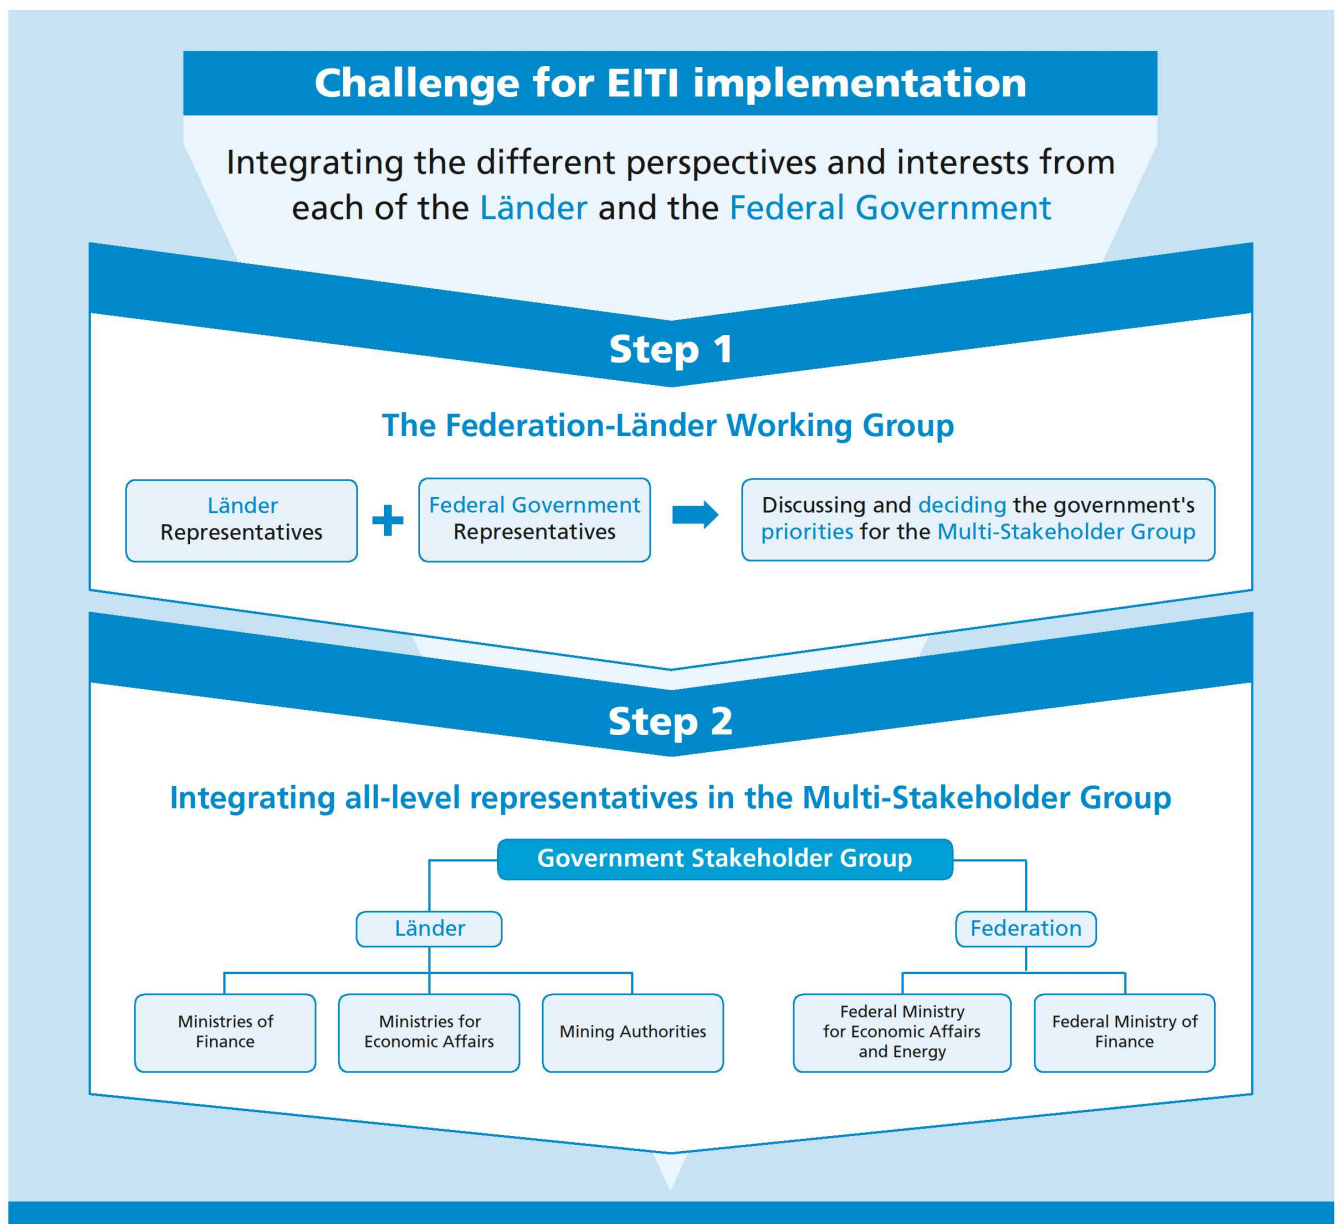 Challenge for EITI implementation
Integrating the different perspectives and interests from
each of the Länder and the Federal Government
Step 1
The Federation-Länder Working Group
Länder
Representatives
+
Federal Government
Representatives
Discussing and deciding the government's
priorities for the Multi-Stakeholder Group
Step 2
Integrating all-level representatives in the Multi-Stakeholder Group
Government Stakeholder Group
Länder
Federation
Ministries of
Finance
Ministries for
Economic Affairs
Mining Authorities
Federal Ministry
for Economic Affairs
and Energy
Federal Ministry of
Finance